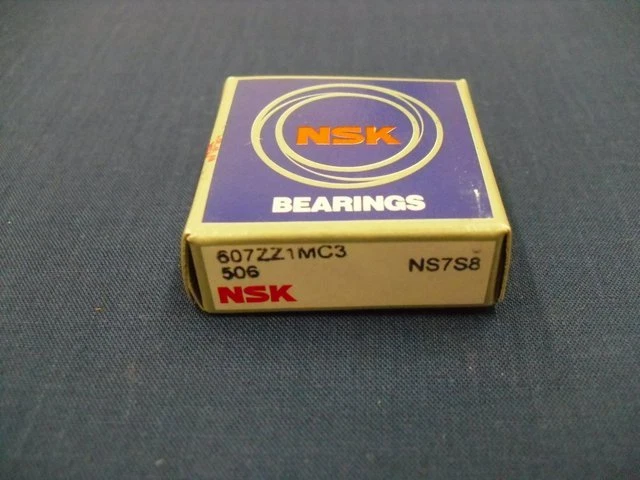 NSK
BEARINGS
607ZZ1MC3
506 NS7S8
NSK